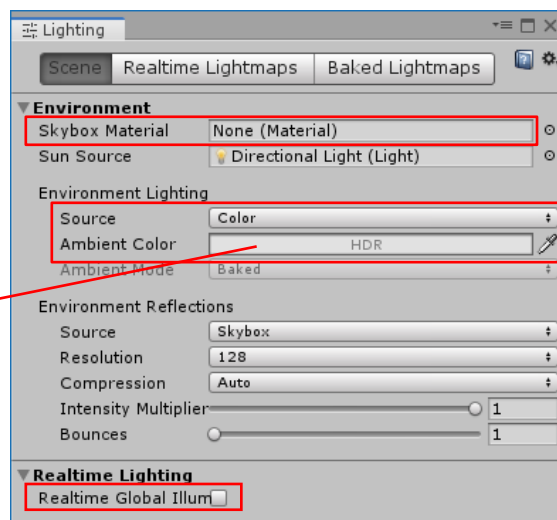 Lighting
Scene Realtime Lightmaps Baked Lightmaps
Environment
Skybox Material None (Material)
Sun Source Directional Light (Light)
Environment Lighting
Source Color
Ambient Color HDR
Ambient Mode Baked
Environment Reflections
Source Skybox
Resolution 128
Compression Auto
Intensity Multiplier 1
Bounces 1
Realtime Lighting
Realtime Global Illum